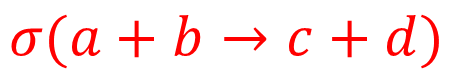 σ(a + b → c + d)